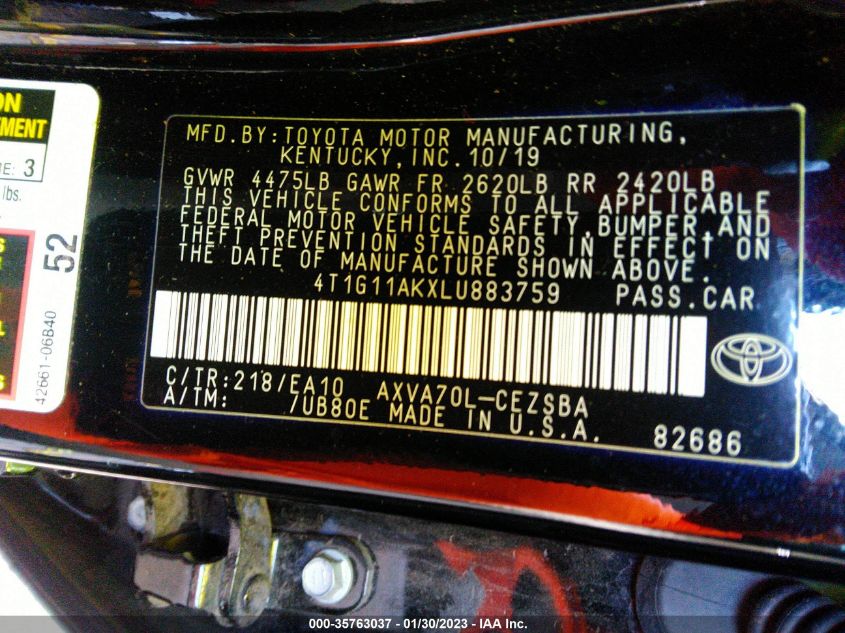 ON
EMENT
E: 3
lbs.
S
E
L
S
52
42661-06B40
MFD.BY:TOYOTA MOTOR MANUFACTURING,
KENTUCKY,INC.10/19
GVWR 4475LB GAWR FR 2620LB RR 2420LB
THIS VEHICLE CONFORMS TO ALL APPLICABLE
FEDERAL MOTOR VEHICLE SAFETY,BUMPER,AND
THEFT PREVENTION STANDARDS IN EFFECT ON
THE DATE OF MANUFACTURE SHOWN ABOVE.
4T1G11AKXLU883759 PASS.CAR
C/TR:218/EA10 AXVA70L-CEZSBA
A/TM: 7UB80E MADE IN U.S.A.
82686
000-35763037 - 01/30/2023 - IAA Inc.